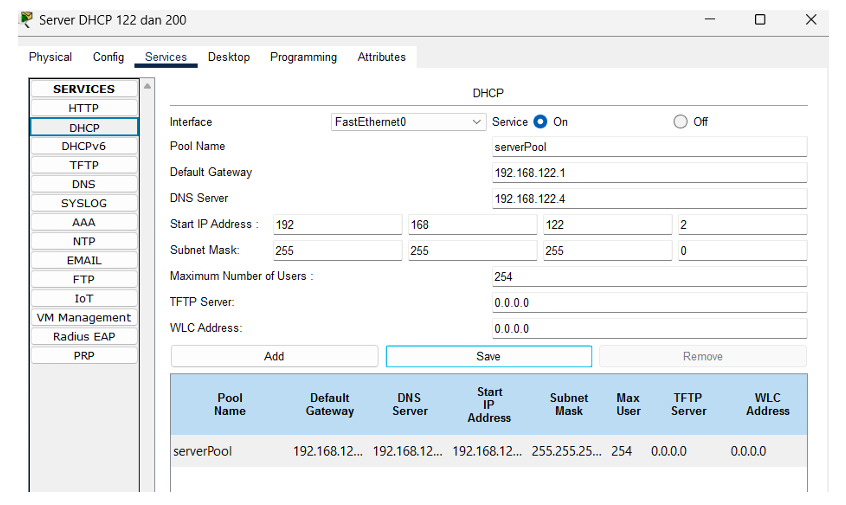 Server DHCP 122 dan 200
Physical Config Services Desktop Programming Attributes
SERVICES
HTTP
DHCP
DHCPv6
TFTP
DNS
SYSLOG
AAA
NTP
EMAIL
FTP
IoT
VM Management
Radius EAP
PRP
DHCP
Interface FastEthernet0 Service On Off
Pool Name serverPool
Default Gateway 192.168.122.1
DNS Server 192.168.122.4
Start IP Address : 192 168 122 2
Subnet Mask: 255 255 255 0
Maximum Number of Users : 254
TFTP Server: 0.0.0.0
WLC Address: 0.0.0.0
Add Save Remove
Pool Name Default Gateway DNS Server Start IP Address Subnet Mask Max User TFTP Server WLC Address
serverPool 192.168.12... 192.168.12... 192.168.12... 255.255.25... 254 0.0.0.0 0.0.0.0